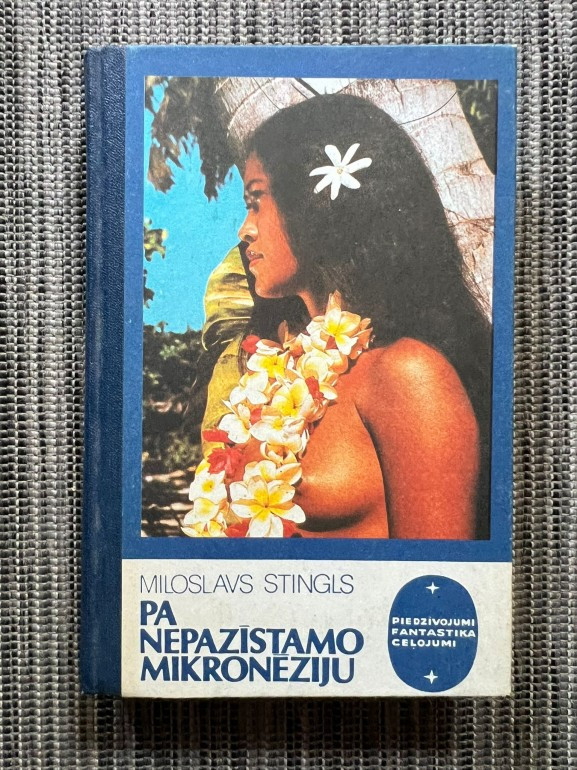 MILOSLAVS STINGLS
PA
NEPAZĪSTAMO
MIKRONĒZIJU
PIEDZĪVOJUMI
FANTASTIKA
CEĻOJUMI